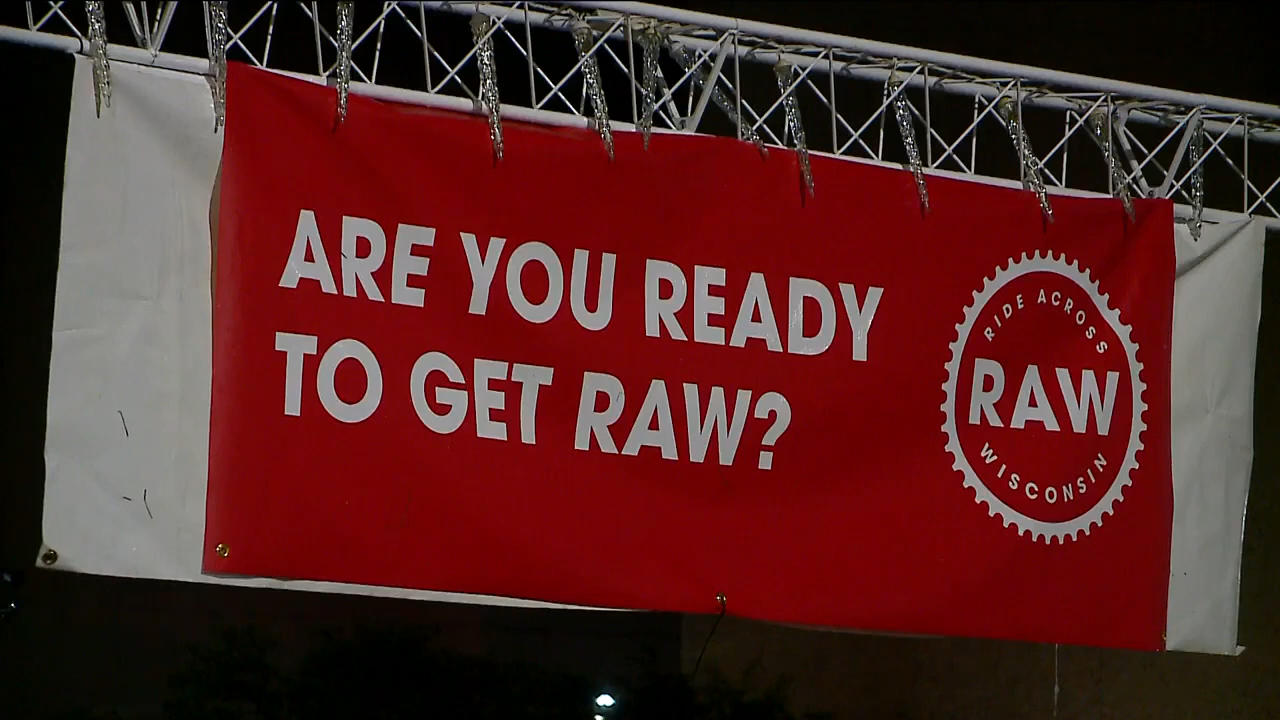 ARE YOU READY
TO GET RAW?
RIDE ACROSS
RAW
WISCONSIN